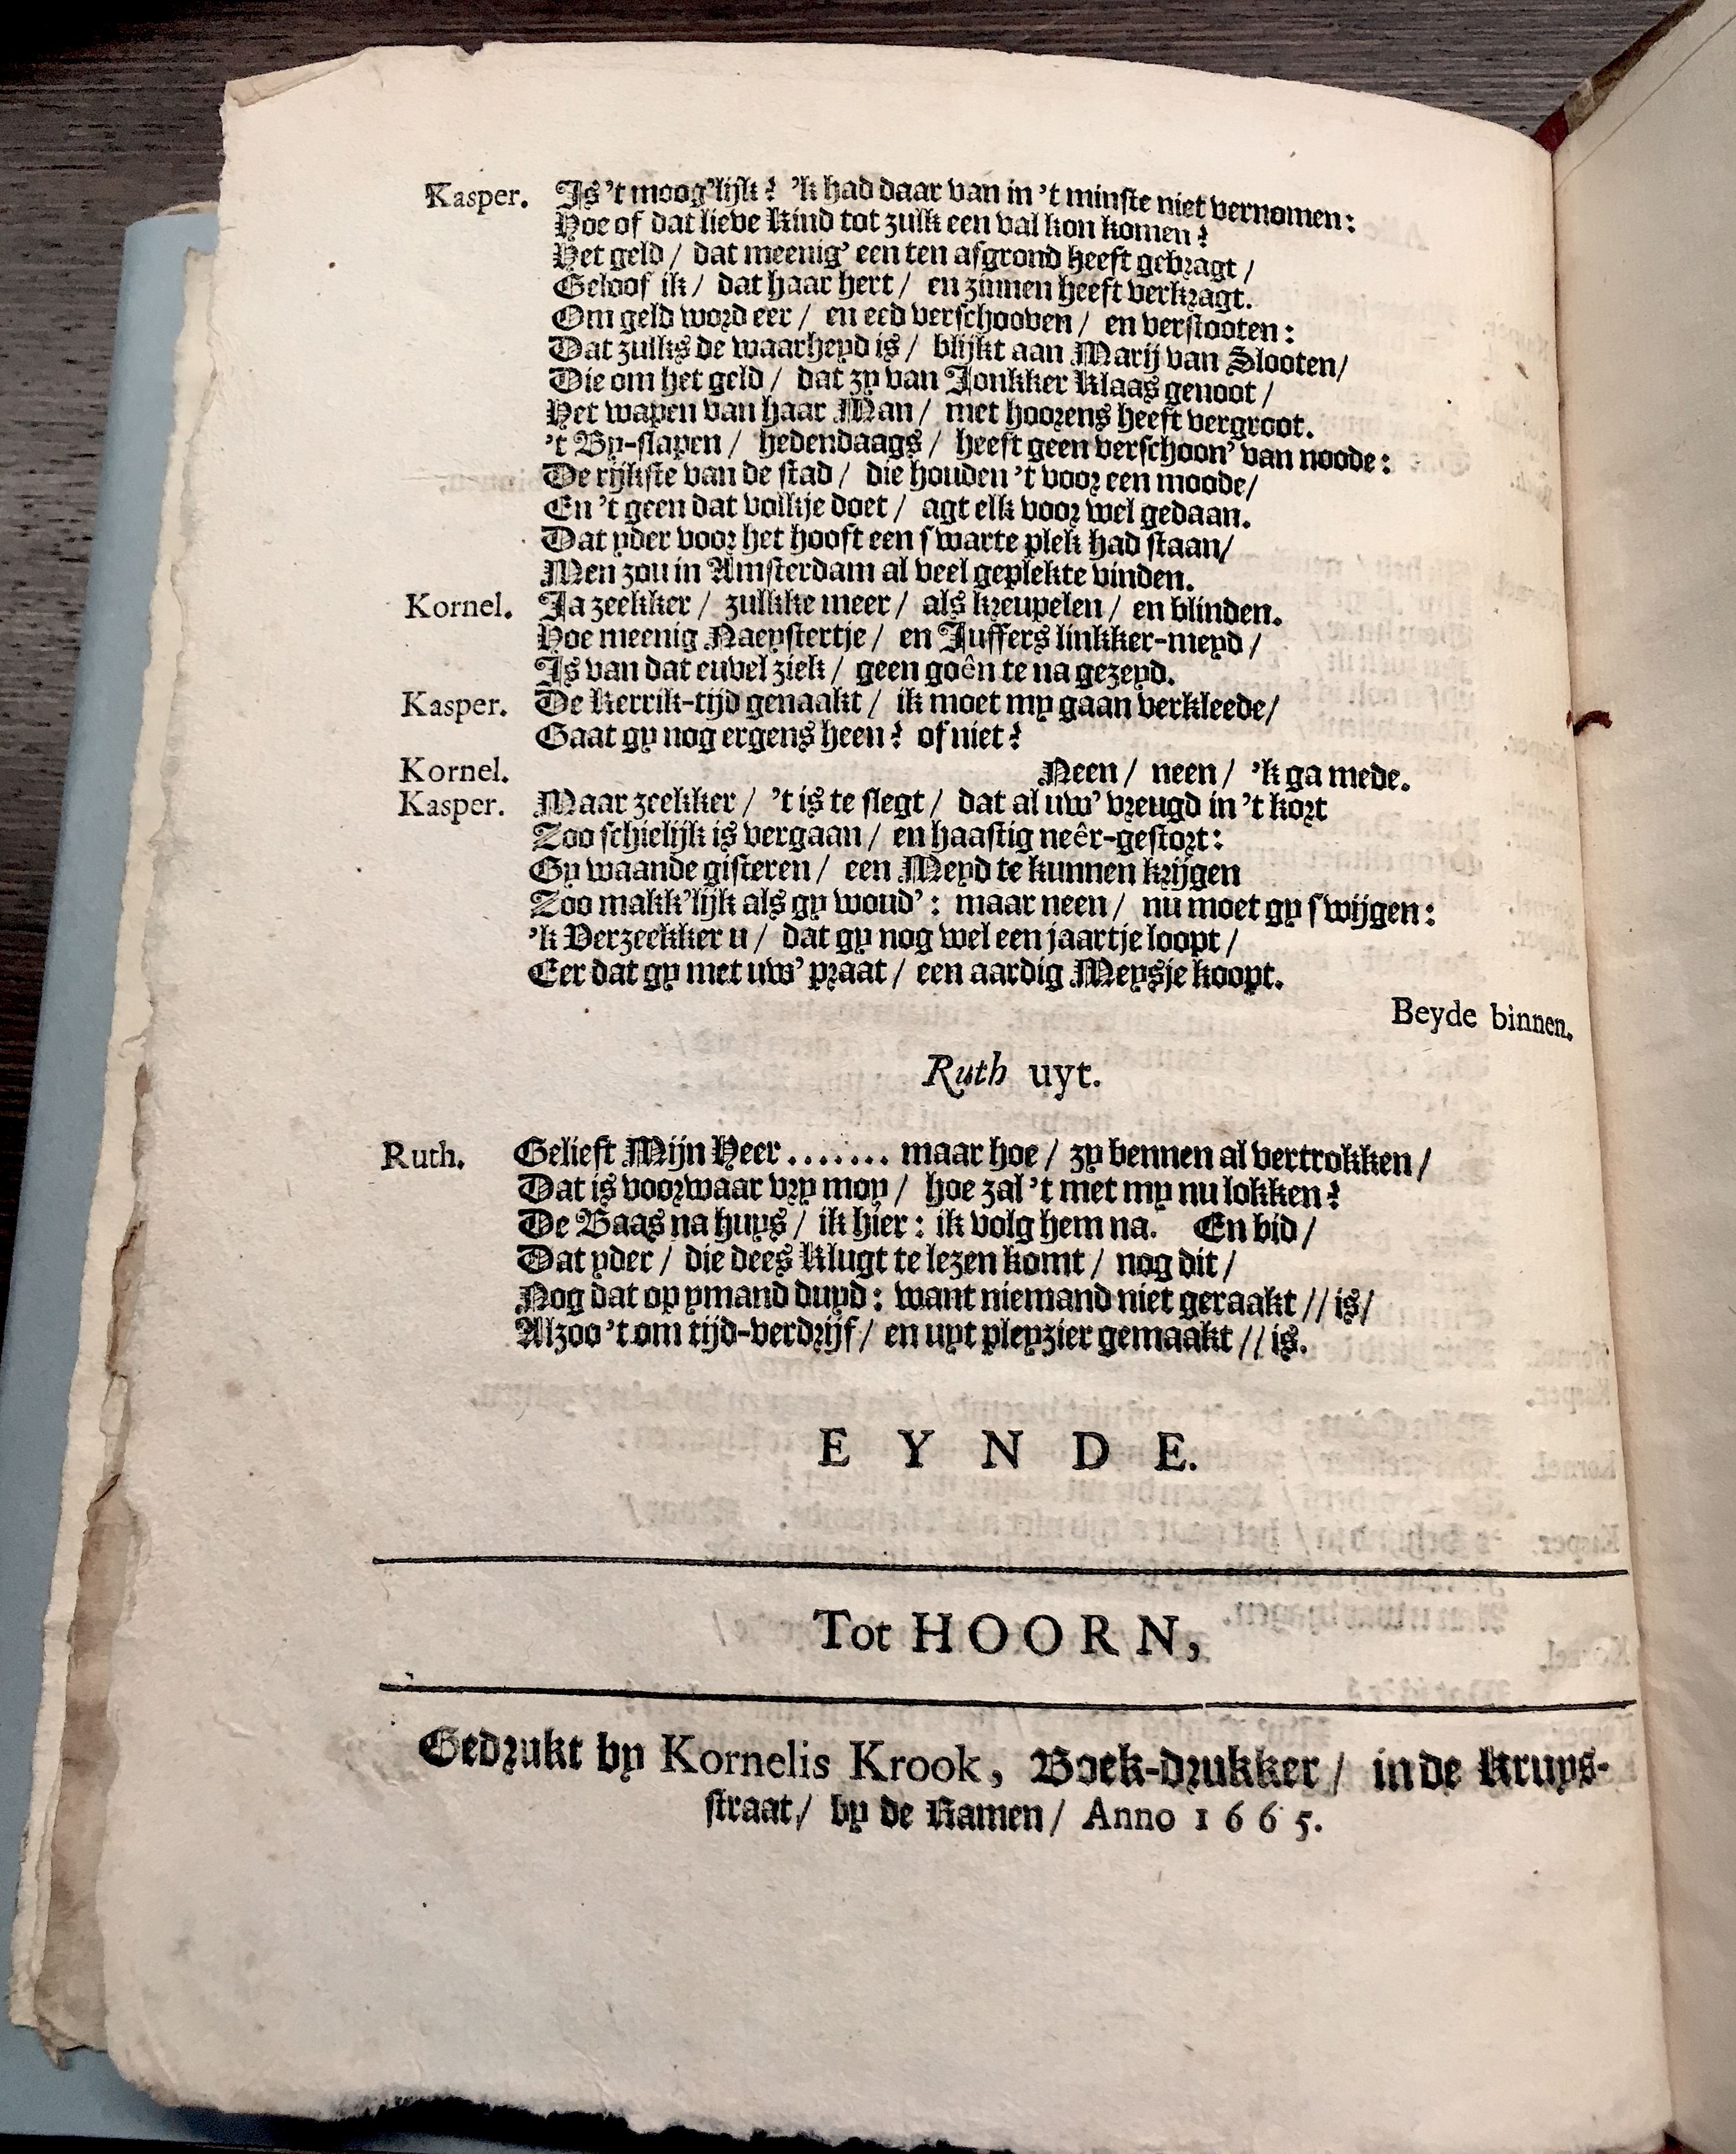 Kasper. Is 't moog'lijk? 'k had daar van in 't minste niet vernomen:
Hoe of dat lieve kind tot zulk een val kon komen?
Het geld / dat meenig' een ten afgrond heeft gebragt /
Geloof ik / dat haar hert / en zinnen heeft verkragt.
Om geld word eer / en eed verschooven / en verstooten:
Dat zulks de waarheyd is / blijkt aan Marij van Slooten /
Die om het geld / dat zy van Jonkker Klaas genoot /
Het wapen van haar Man / met hoorens heeft vergroot.
't By-slapen / hedendaags / heeft geen verschoon' van noode:
De rijkste van de stad / die houden 't voor een moode /
En 't geen dat volkje doet / agt elk voor wel gedaan.
Dat yder voor het hooft een swarte plek had staan /
Men zou in Amsterdam al veel geplekte vinden.
Kornel. Ja zeekker / zulkke meer / als kreupelen / en blinden.
Hoe meenig Naeystertje / en Juffers linkker-meyd /
Is van dat euvel ziek / geen goên te na gezeyd.
Kasper. De Kerrik-tijd genaakt / ik moet my gaan verkleede /
Gaat gy nog ergens heen? of niet?
Kornel. Neen / neen / 'k ga mede.
Kasper. Maar zeekker / 't is te slegt / dat al uw' vreugd in 't kort
Zoo schielijk is vergaan / en haastig neêr-gestort:
Gy waande gisteren / een Meyd te kunnen krijgen
Zoo makk'lijk als gy woud': maar neen / nu moet gy swijgen:
'k Verzeekker u / dat gy nog wel een jaartje loopt /
Eer dat gy met uw' praat / een aardig Meysje koopt.
Beyde binnen.
Ruth uyt.
Ruth. Gelieft Mijn Heer ....... maar hoe / zy bennen al vertrokken /
Dat is voorwaar vry moy / hoe zal 't met my nu lokken?
De Baas na huys / ik hier: ik volg hem na. En bid /
Dat yder / die dees Klugt te lezen komt / nog dit /
Nog dat op ymand duyd: want niemand niet geraakt // is /
Alzoo 't om tijd-verdrijf / en uyt pleyzier gemaakt // is.
EYNDE.
Tot HOORN,
Gedrukt by Kornelis Krook, Boek-drukker / in de Kruys-
straat / by de Ramen / Anno 1665.